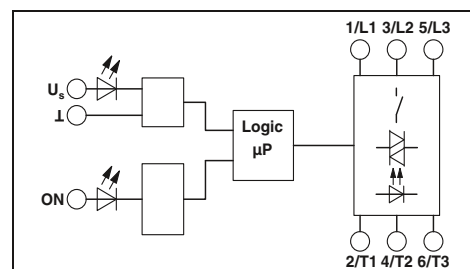 1/L1 3/L2 5/L3
Us
⊥
Logic
µP
ON
2/T1 4/T2 6/T3